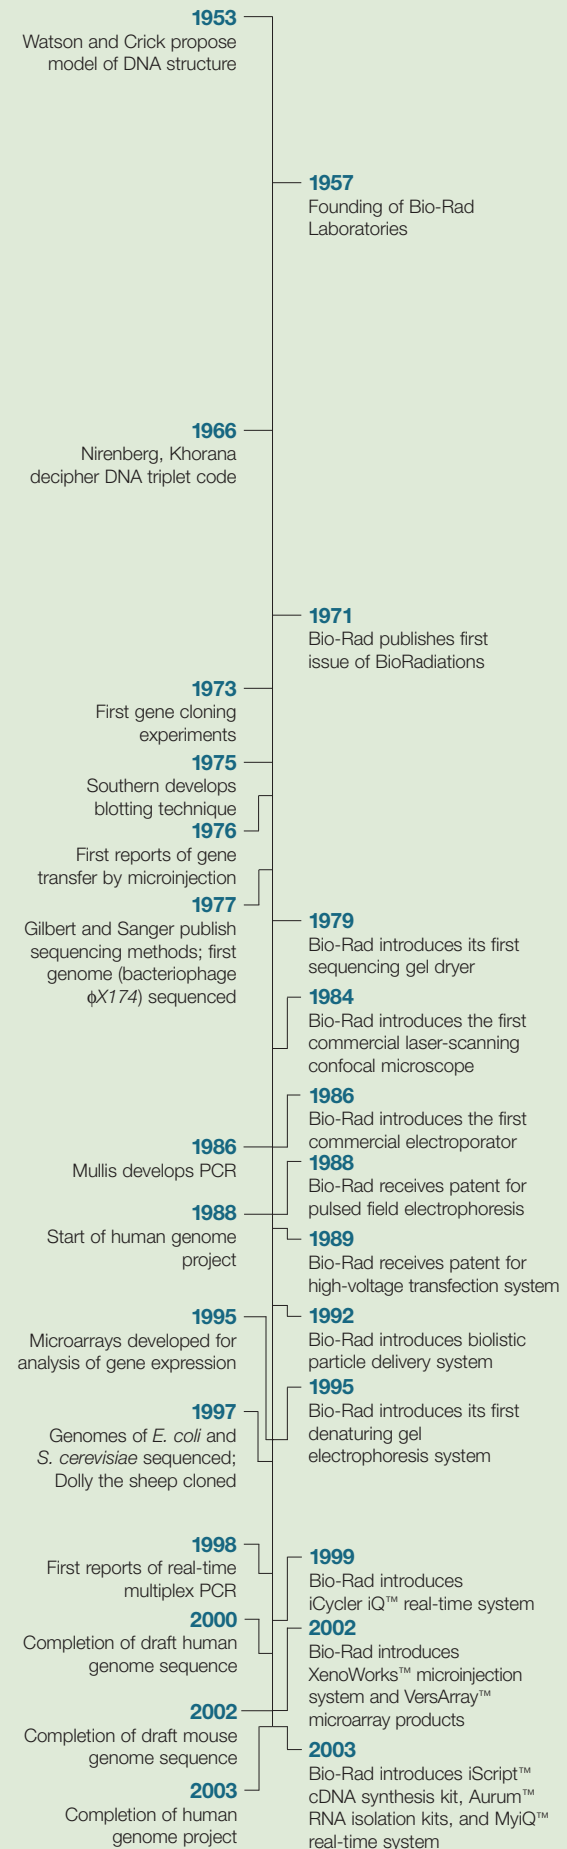 1953
Watson and Crick propose
model of DNA structure
1957
Founding of Bio-Rad
Laboratories
1966
Nirenberg, Khorana
decipher DNA triplet code
1971
Bio-Rad publishes first
issue of BioRadiations
1973
First gene cloning
experiments
1975
Southern develops
blotting technique
1976
First reports of gene
transfer by microinjection
1977
Gilbert and Sanger publish
sequencing methods; first
genome (bacteriophage
ϕX174) sequenced
1979
Bio-Rad introduces its first
sequencing gel dryer
1984
Bio-Rad introduces the first
commercial laser-scanning
confocal microscope
1986
Bio-Rad introduces the first
commercial electroporator
1986
Mullis develops PCR
1988
Bio-Rad receives patent for
pulsed field electrophoresis
1988
Start of human genome
project
1989
Bio-Rad receives patent for
high-voltage transfection system
1992
Bio-Rad introduces biolistic
particle delivery system
1995
Microarrays developed for
analysis of gene expression
1995
Bio-Rad introduces its first
denaturing gel
electrophoresis system
1997
Genomes of E. coli and
S. cerevisiae sequenced;
Dolly the sheep cloned
1998
First reports of real-time
multiplex PCR
1999
Bio-Rad introduces
iCycler iQ™ real-time system
2000
Completion of draft human
genome sequence
2002
Bio-Rad introduces
XenoWorks™ microinjection
system and VersArray™
microarray products
2002
Completion of draft mouse
genome sequence
2003
Bio-Rad introduces iScript™
cDNA synthesis kit, Aurum™
RNA isolation kits, and MyiQ™
real-time system
2003
Completion of human
genome project